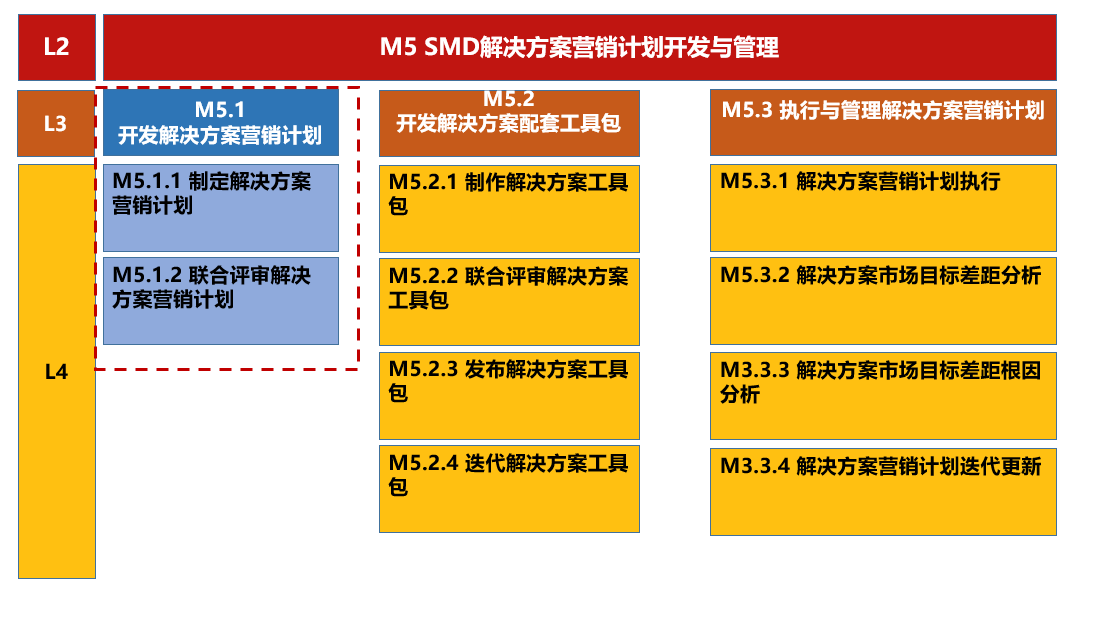 L2
M5 SMD解决方案营销计划开发与管理
L3
M5.1
开发解决方案营销计划
M5.2
开发解决方案配套工具包
M5.3 执行与管理解决方案营销计划
L4
M5.1.1 制定解决方案
营销计划
M5.1.2 联合评审解决
方案营销计划
M5.2.1 制作解决方案工具
包
M5.2.2 联合评审解决方案
工具包
M5.2.3 发布解决方案工具
包
M5.2.4 迭代解决方案工具
包
M5.3.1 解决方案营销计划执行
M5.3.2 解决方案市场目标差距分析
M3.3.3 解决方案市场目标差距根因
分析
M3.3.4 解决方案营销计划迭代更新